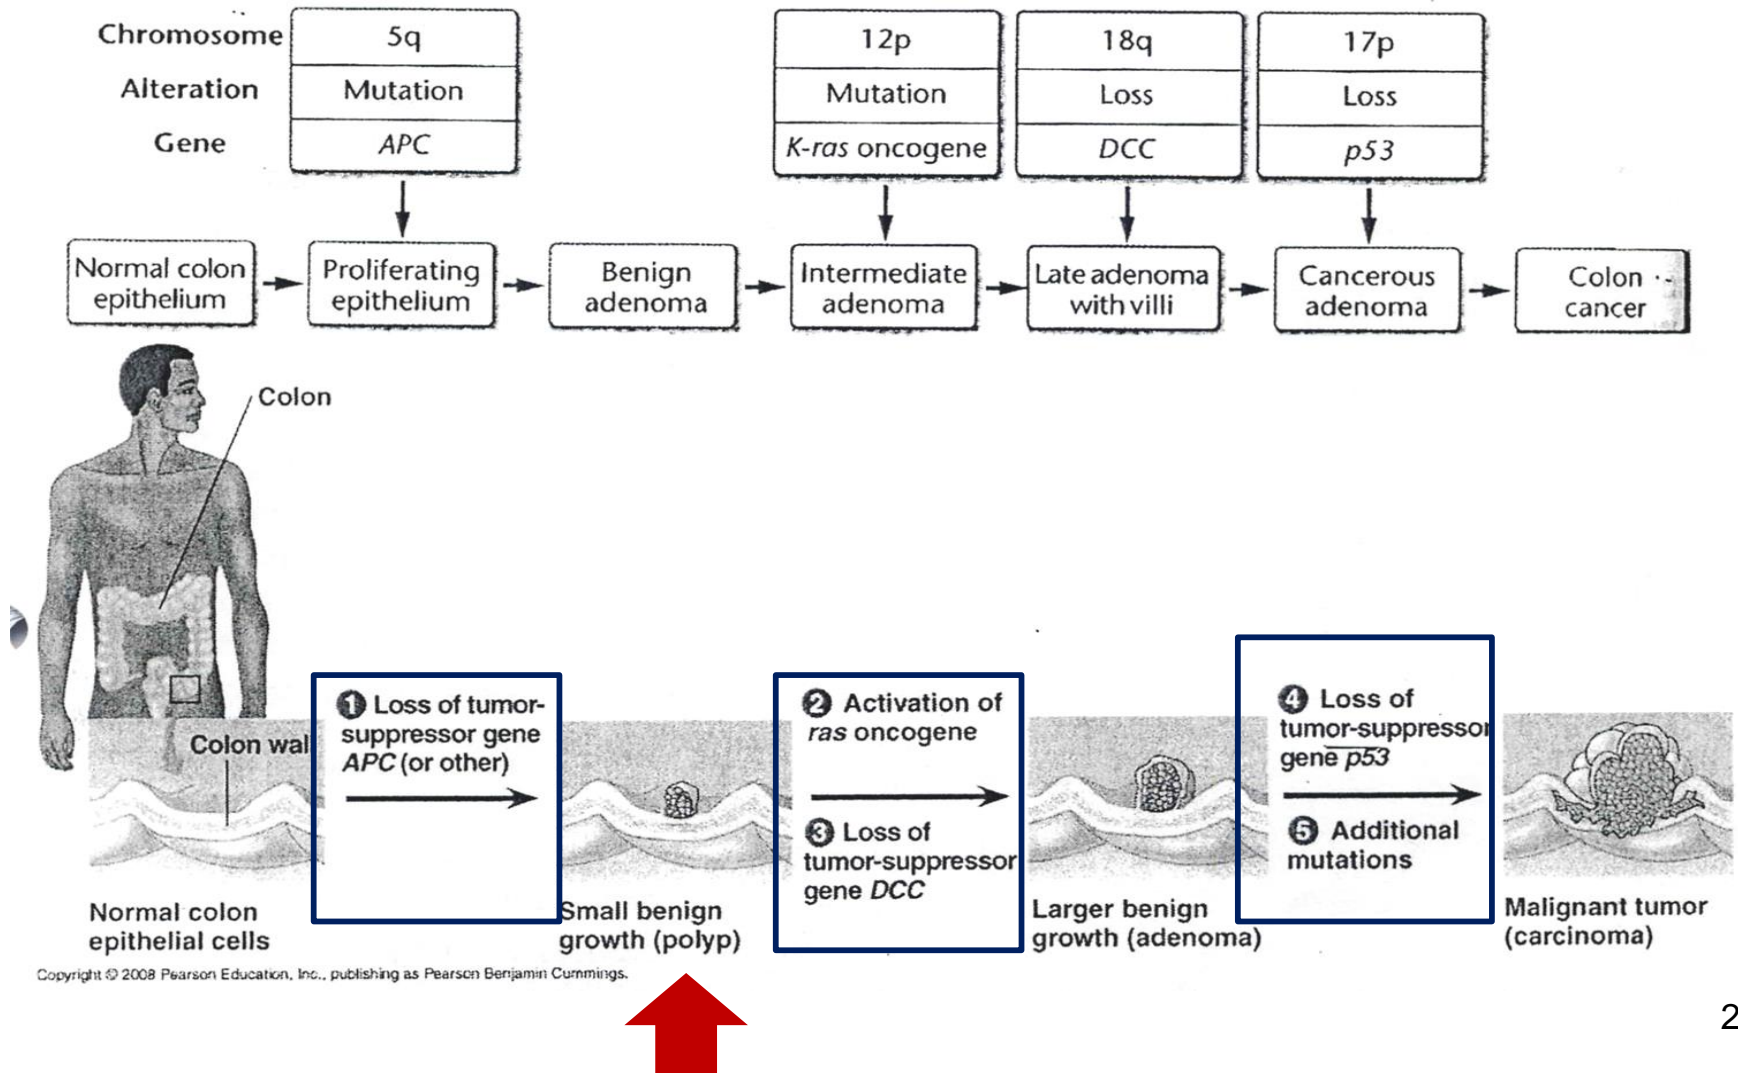 Chromosome 5q 12p 18q 17p
Alteration Mutation Mutation Loss Loss
Gene APC K-ras oncogene DCC p53
Normal colon
epithelium
Proliferating
epithelium
Benign
adenoma
Intermediate
adenoma
Late adenoma
with villi
Cancerous
adenoma
Colon
cancer
Colon
Colon wal
1 Loss of tumor-
suppressor gene
APC (or other)
2 Activation of
ras oncogene
3 Loss of
tumor-suppressor
gene DCC
4 Loss of
tumor-suppressor
gene p53
5 Additional
mutations
Normal colon
epithelial cells
Small benign
growth (polyp)
Larger benign
growth (adenoma)
Malignant tumor
(carcinoma)
Copyright © 2008 Pearson Education, Inc., publishing as Pearson Benjamin Cummings.
2